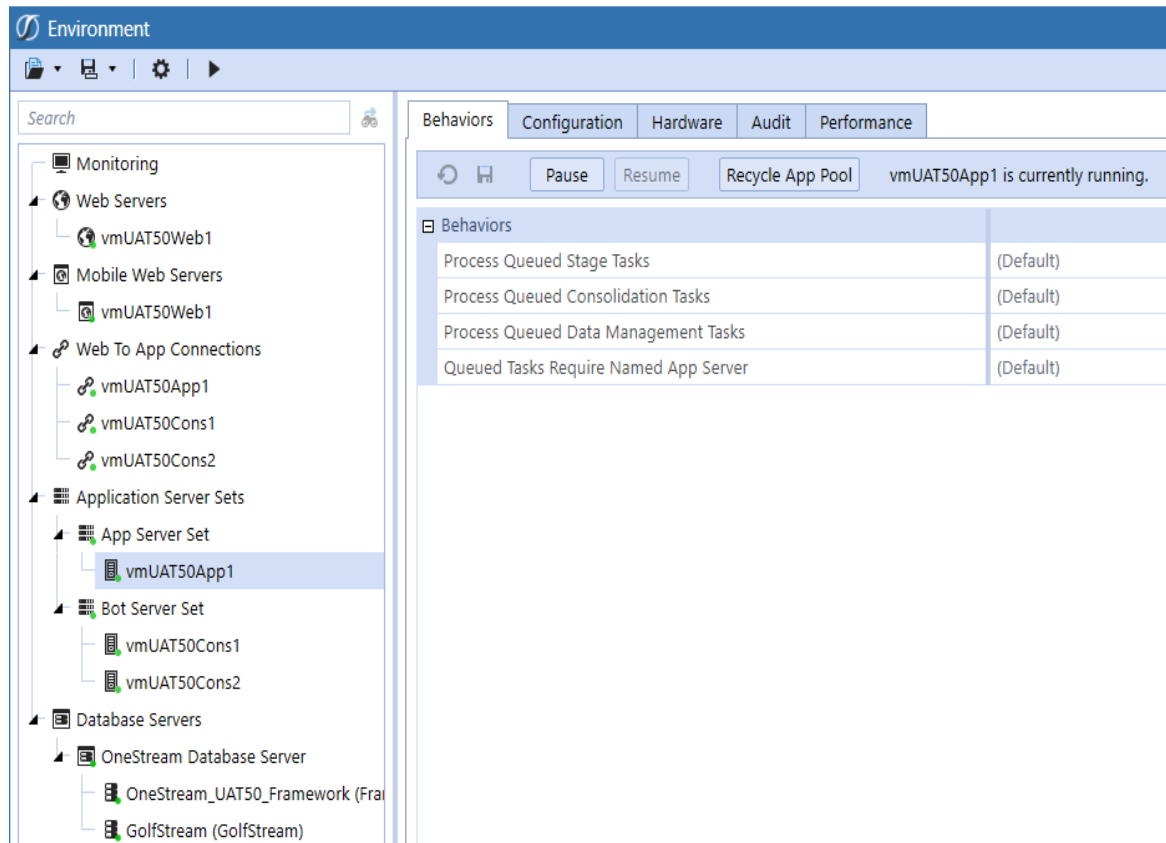 Environment
Search
Monitoring
Web Servers
vmUAT50Web1
Mobile Web Servers
vmUAT50Web1
Web To App Connections
vmUAT50App1
vmUAT50Cons1
vmUAT50Cons2
Application Server Sets
App Server Set
vmUAT50App1
Bot Server Set
vmUAT50Cons1
vmUAT50Cons2
Database Servers
OneStream Database Server
OneStream_UAT50_Framework (Fra
GolfStream (GolfStream)
Behaviors Configuration Hardware Audit Performance
Pause Resume Recycle App Pool vmUAT50App1 is currently running.
Behaviors
Process Queued Stage Tasks (Default)
Process Queued Consolidation Tasks (Default)
Process Queued Data Management Tasks (Default)
Queued Tasks Require Named App Server (Default)